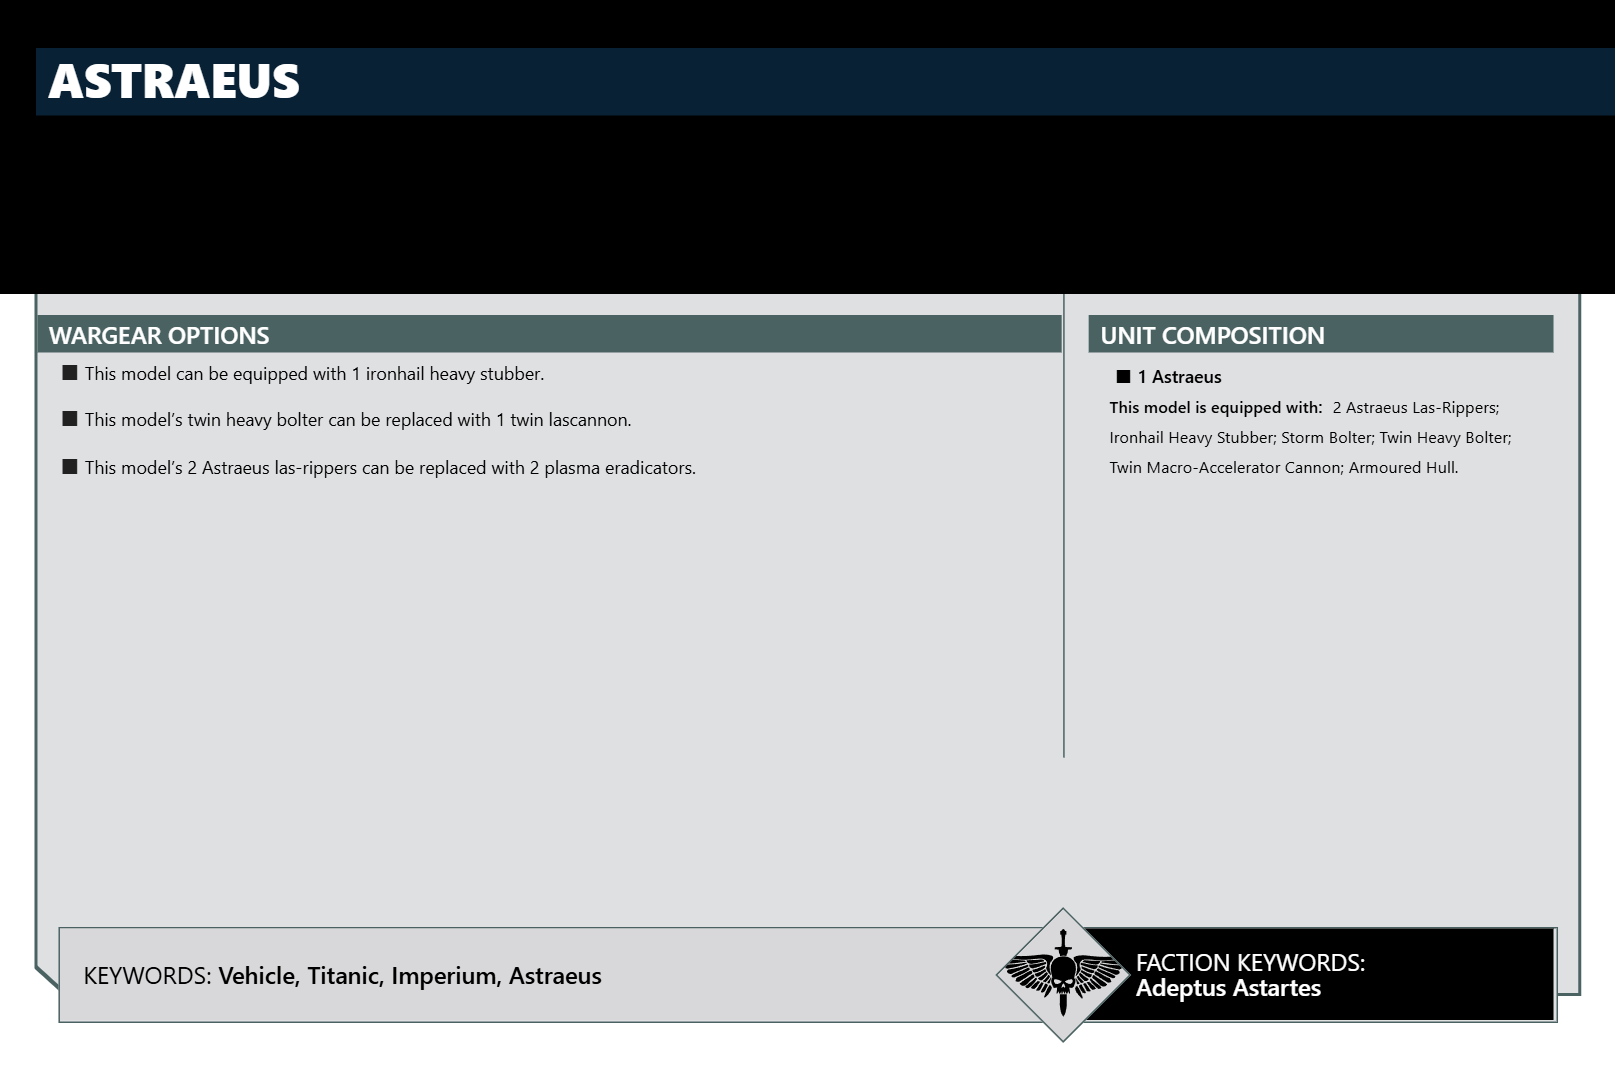 ASTRAEUS
WARGEAR OPTIONS
■ This model can be equipped with 1 ironhail heavy stubber.
■ This model’s twin heavy bolter can be replaced with 1 twin lascannon.
■ This model’s 2 Astraeus las-rippers can be replaced with 2 plasma eradicators.
UNIT COMPOSITION
■ 1 Astraeus
This model is equipped with: 2 Astraeus Las-Rippers;
Ironhail Heavy Stubber; Storm Bolter; Twin Heavy Bolter;
Twin Macro-Accelerator Cannon; Armoured Hull.
KEYWORDS: Vehicle, Titanic, Imperium, Astraeus
FACTION KEYWORDS:
Adeptus Astartes